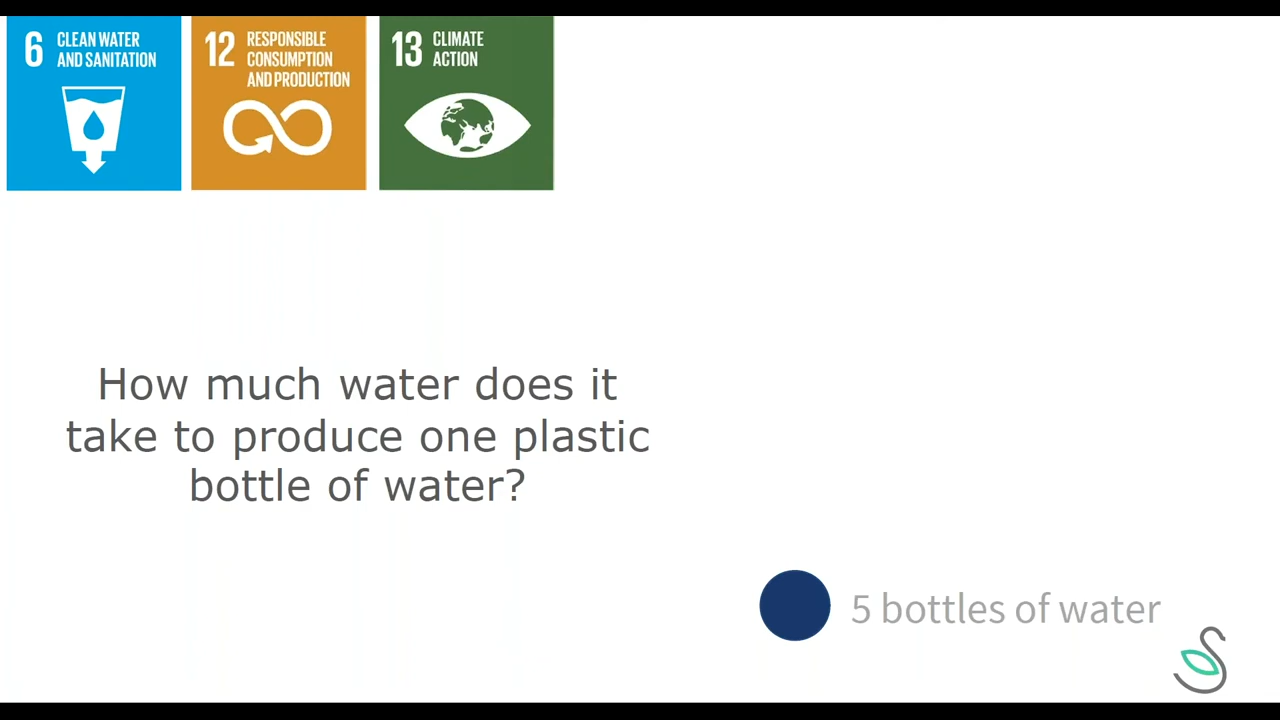 6 CLEAN WATER
AND SANITATION
12 RESPONSIBLE
CONSUMPTION
AND PRODUCTION
13 CLIMATE
ACTION
How much water does it
take to produce one plastic
bottle of water?
5 bottles of water